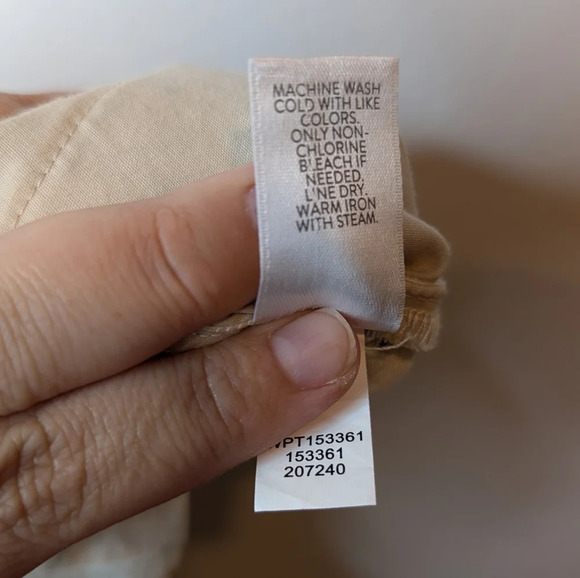 MACHINE WASH
COLD WITH LIKE
COLORS.
ONLY NON-
CHLORINE
BLEACH IF
NEEDED.
LINE DRY.
WARM IRON
WITH STEAM.
153361
207240